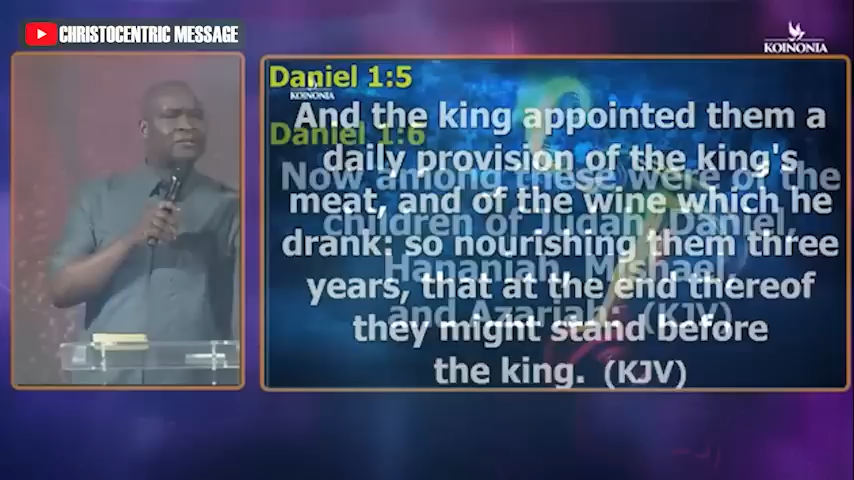 CHRISTOCENTRIC MESSAGE
KOINONIA
Daniel 1:5
KOINONIA
And the king appointed them a
daily provision of the king's
meat, and of the wine which he
drank: so nourishing them three
years, that at the end thereof
they might stand before
the king. (KJV)
Daniel 1:6
Now among these were of the
children of Judah, Daniel,
Hananiah, Mishael,
and Azariah: (KJV)